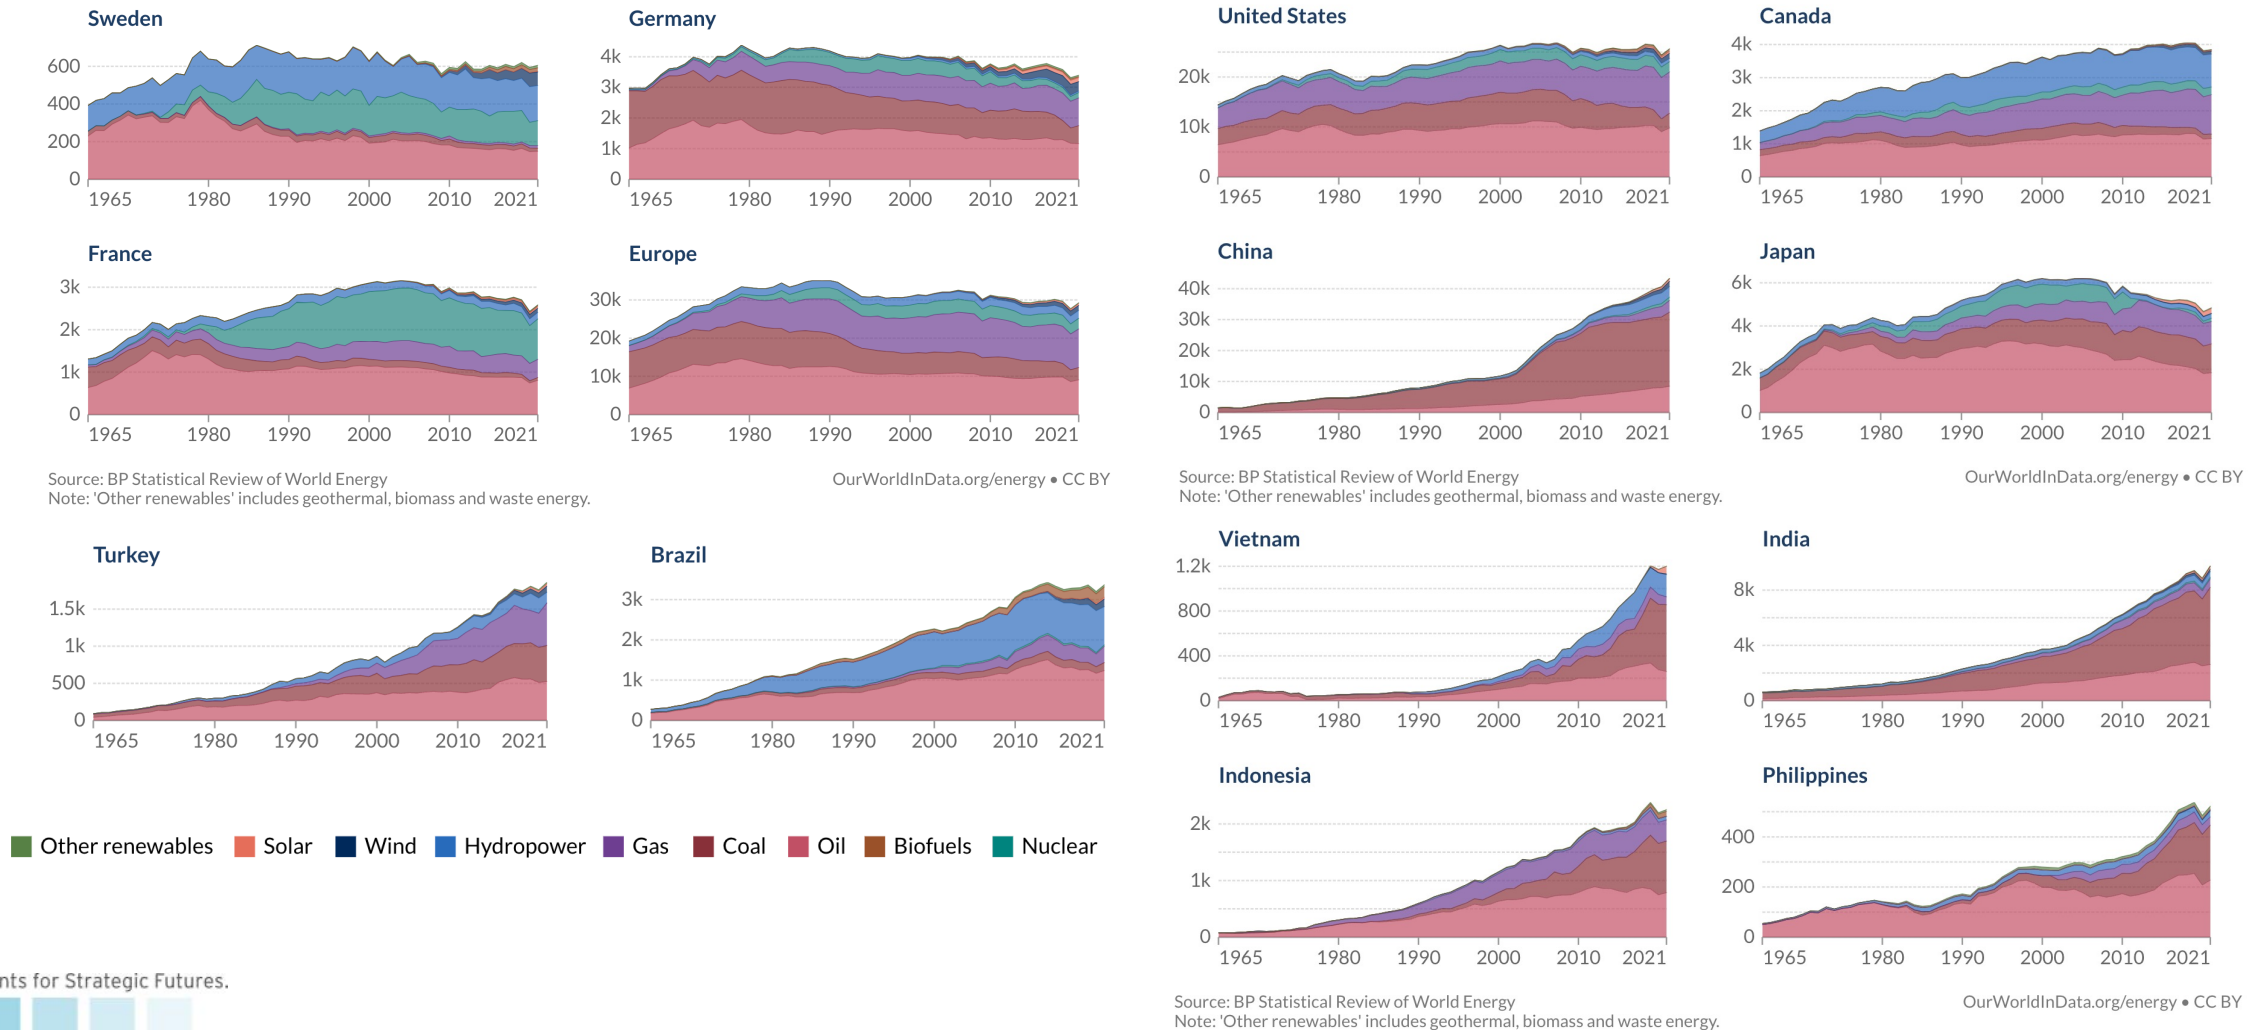 Sweden
600
400
200
0
1965 1980 1990 2000 2010 2021
Germany
4k
3k
2k
1k
0
1965 1980 1990 2000 2010 2021
France
3k
2k
1k
0
1965 1980 1990 2000 2010 2021
Europe
30k
20k
10k
0
1965 1980 1990 2000 2010 2021
Source: BP Statistical Review of World Energy
Note: 'Other renewables' includes geothermal, biomass and waste energy.
OurWorldInData.org/energy • CC BY
United States
20k
10k
0
1965 1980 1990 2000 2010 2021
Canada
4k
3k
2k
1k
0
1965 1980 1990 2000 2010 2021
China
40k
30k
20k
10k
0
1965 1980 1990 2000 2010 2021
Japan
6k
4k
2k
0
1965 1980 1990 2000 2010 2021
Source: BP Statistical Review of World Energy
Note: 'Other renewables' includes geothermal, biomass and waste energy.
OurWorldInData.org/energy • CC BY
Turkey
1.5k
1k
500
0
1965 1980 1990 2000 2010 2021
Brazil
3k
2k
1k
0
1965 1980 1990 2000 2010 2021
Vietnam
1.2k
800
400
0
1965 1980 1990 2000 2010 2021
India
8k
4k
0
1965 1980 1990 2000 2010 2021
Indonesia
2k
1k
0
1965 1980 1990 2000 2010 2021
Philippines
400
200
0
1965 1980 1990 2000 2010 2021
Other renewables Solar Wind Hydropower Gas Coal Oil Biofuels Nuclear
nts for Strategic Futures.
Source: BP Statistical Review of World Energy
Note: 'Other renewables' includes geothermal, biomass and waste energy.
OurWorldInData.org/energy • CC BY